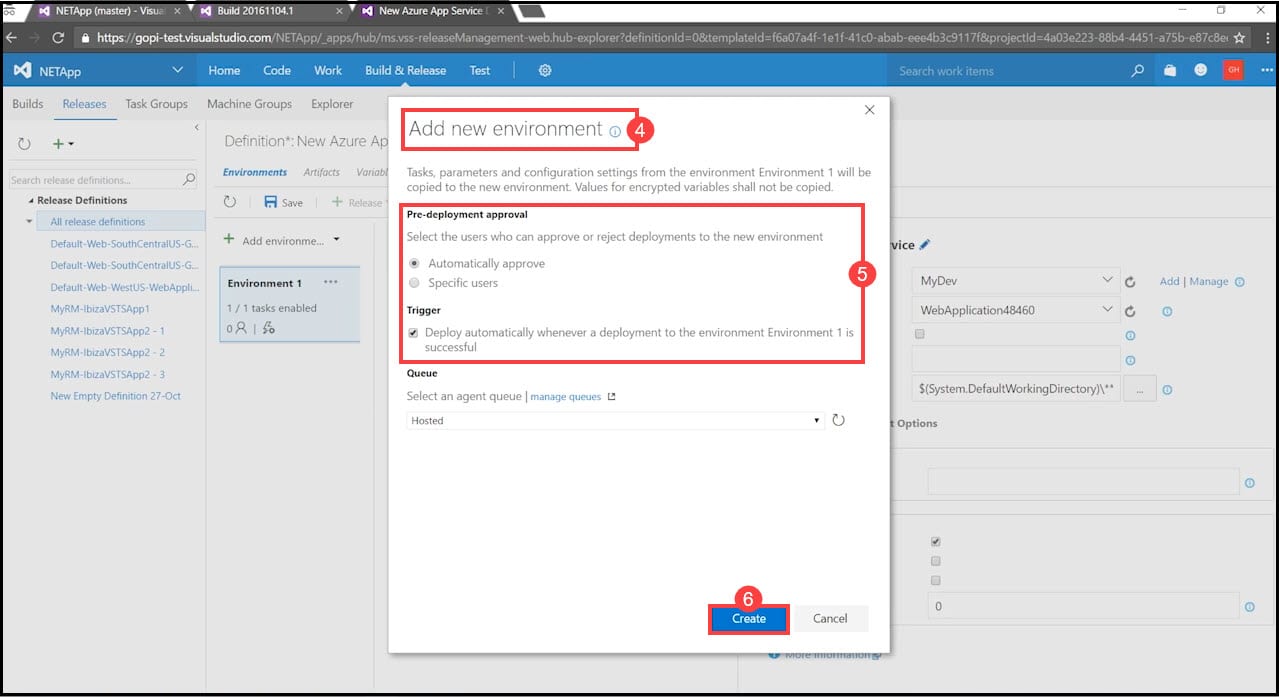 NETApp (master) - Visua
Build 20161104.1
New Azure App Service D
https://gopi-test.visualstudio.com/NETApp/_apps/hub/ms.vss-releaseManagement-web.hub-explorer?definitionId=0&templateId=f6a07a4f-1e1f-41c0-abab-eee4b3c9117f&projectId=4a03e223-88b4-4451-a75b-e87c8e
NETApp
Home Code Work Build & Release Test
Search work items
GH
Builds Releases Task Groups Machine Groups Explorer
Search release definitions...
Release Definitions
All release definitions
Default-Web-SouthCentralUS-G...
Default-Web-SouthCentralUS-G...
Default-Web-WestUS-WebAppli...
MyRM-IbizaVSTSApp1
MyRM-IbizaVSTSApp2 - 1
MyRM-IbizaVSTSApp2 - 2
MyRM-IbizaVSTSApp2 - 3
New Empty Definition 27-Oct
Definition*: New Azure Ap
Environments Artifacts Variabl
Save + Release
+ Add environme...
Environment 1 ...
1 / 1 tasks enabled
0
Add new environment
4
Tasks, parameters and configuration settings from the environment Environment 1 will be
copied to the new environment. Values for encrypted variables shall not be copied.
Pre-deployment approval
Select the users who can approve or reject deployments to the new environment
Automatically approve
Specific users
5
Trigger
Deploy automatically whenever a deployment to the environment Environment 1 is
successful
Queue
Select an agent queue | manage queues
Hosted
6
Create Cancel
vice
MyDev
Add | Manage
WebApplication48460
$(System.DefaultWorkingDirectory)\**
...
t Options
0
More Information